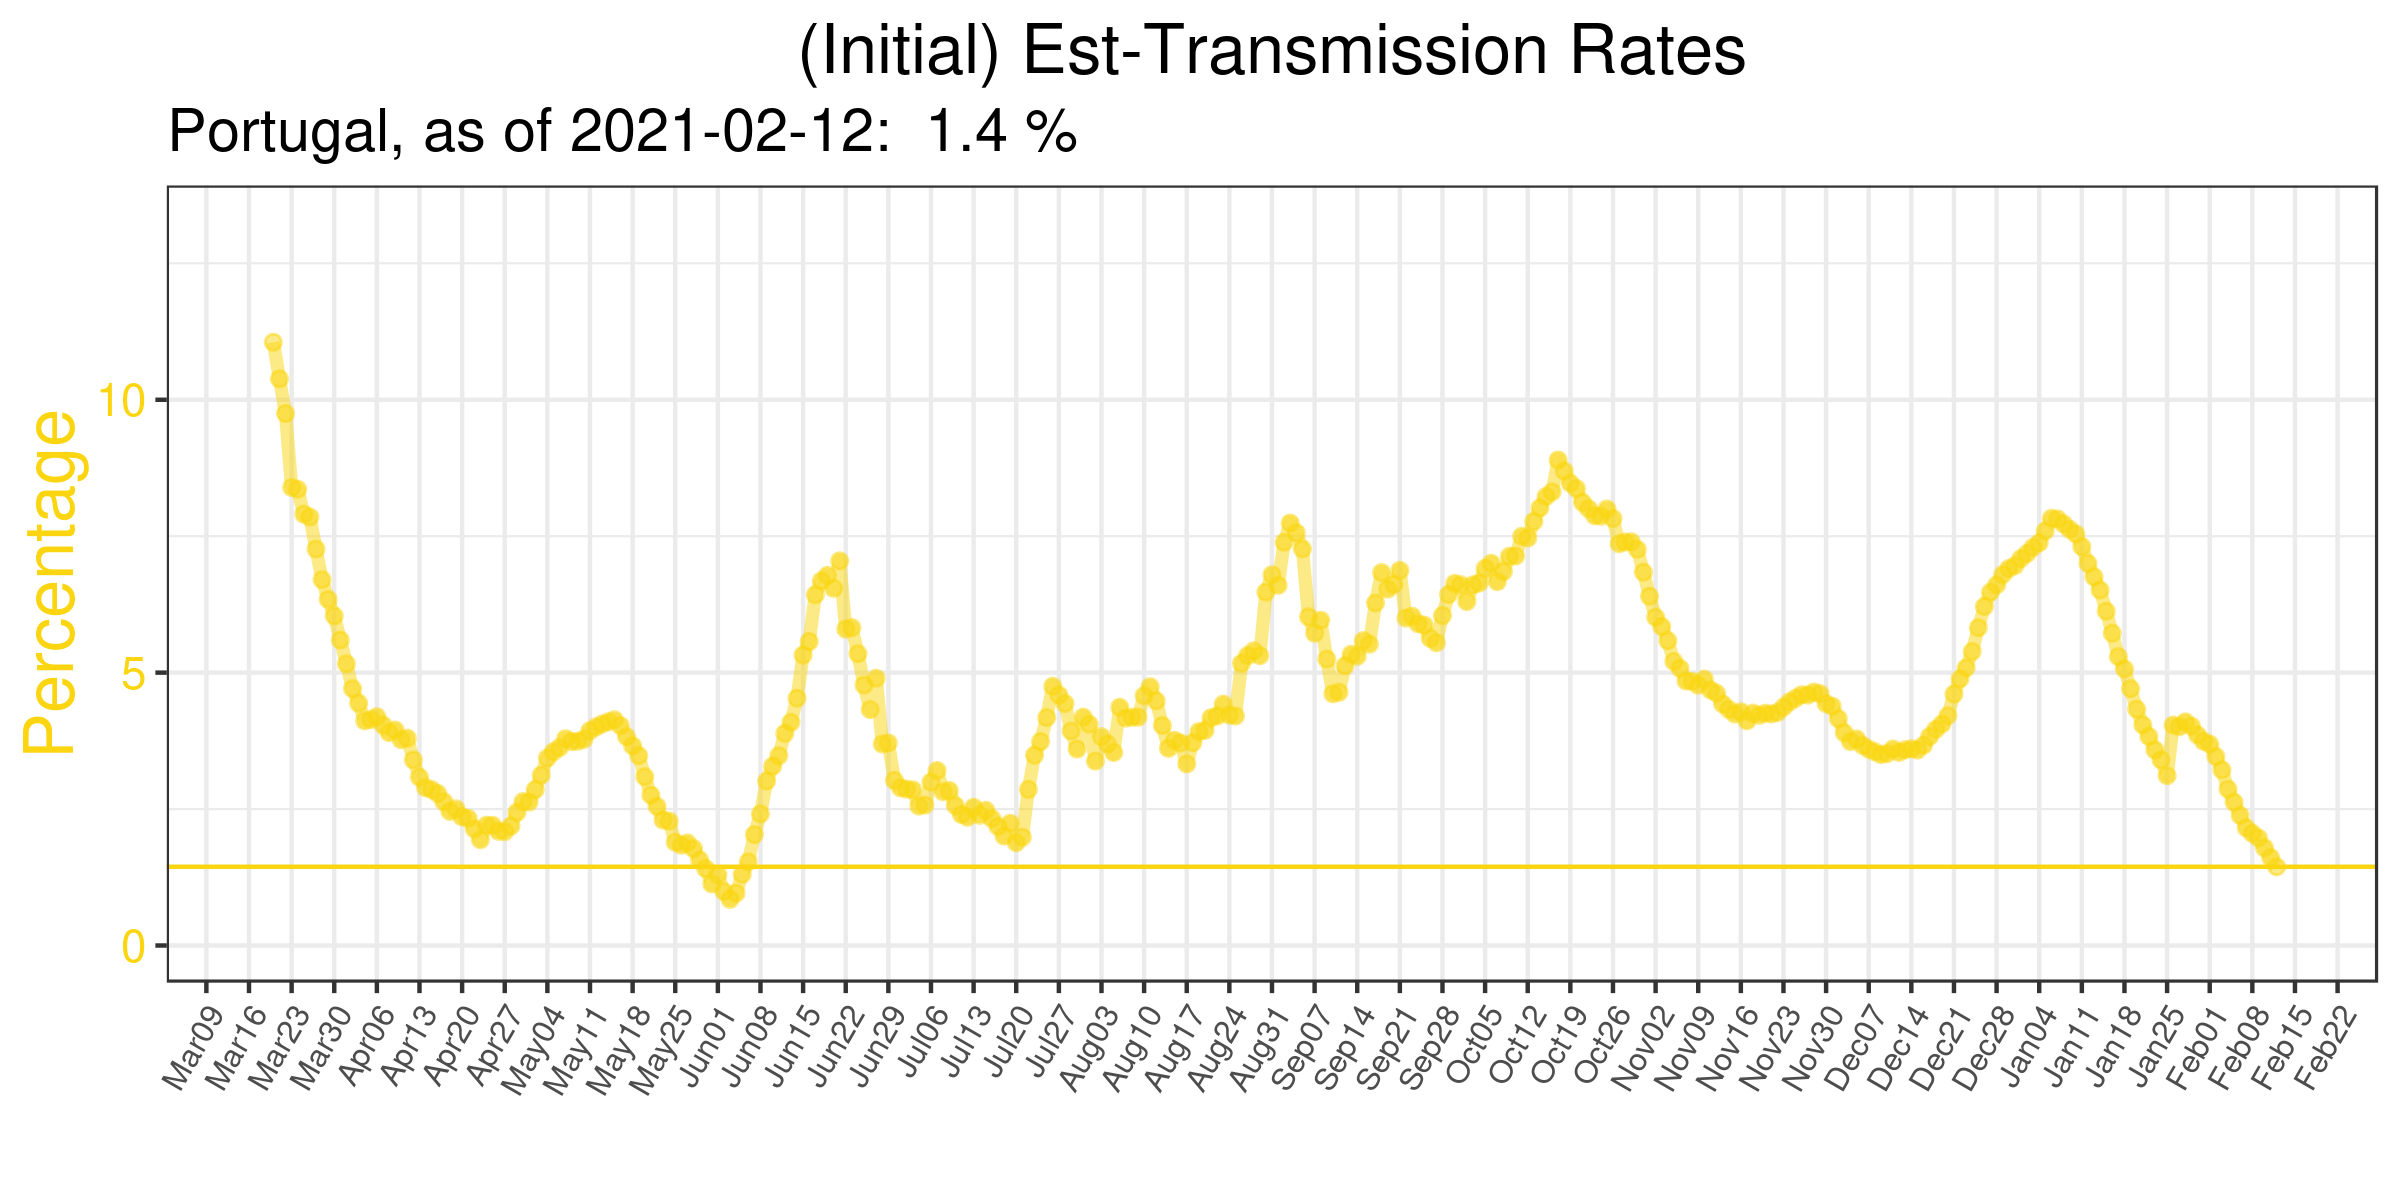 (Initial) Est-Transmission Rates
Portugal, as of 2021-02-12:  1.4 %
Percentage
10
5
0
Mar09 Mar16 Mar23 Mar30 Apr06 Apr13 Apr20 Apr27 May04 May11 May18 May25 Jun01 Jun08 Jun15 Jun22 Jun29 Jul06 Jul13 Jul20 Jul27 Aug03 Aug10 Aug17 Aug24 Aug31 Sep07 Sep14 Sep21 Sep28 Oct05 Oct12 Oct19 Oct26 Nov02 Nov09 Nov16 Nov23 Nov30 Dec07 Dec14 Dec21 Dec28 Jan04 Jan11 Jan18 Jan25 Feb01 Feb08 Feb15 Feb22